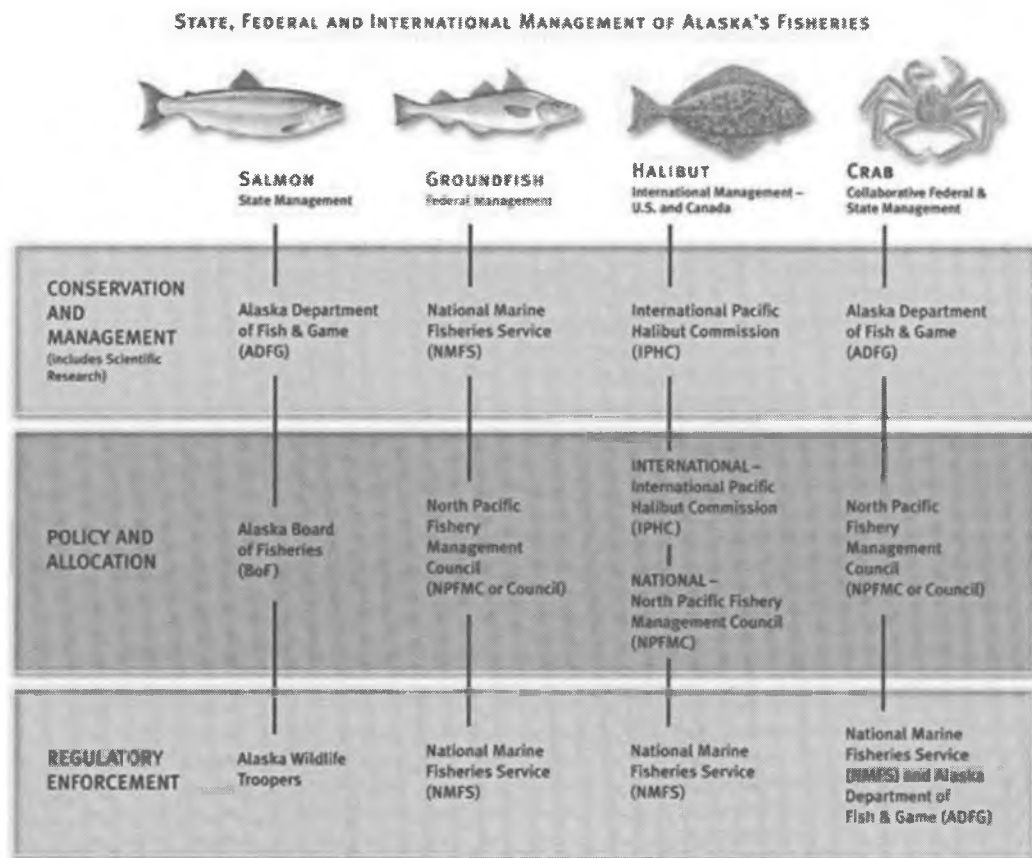 STATE, FEDERAL AND INTERNATIONAL MANAGEMENT OF ALASKA'S FISHERIES
SALMON
State Management
GROUNDFISH
Federal Management
HALIBUT
International Management –
U.S. and Canada
CRAB
Collaborative Federal &
State Management
CONSERVATION
AND
MANAGEMENT
(includes Scientific
Research)
Alaska Department
of Fish & Game
(ADFG)
National Marine
Fisheries Service
(NMFS)
International Pacific
Halibut Commission
(IPHC)
Alaska Department
of Fish & Game
(ADFG)
POLICY AND
ALLOCATION
Alaska Board
of Fisheries
(BoF)
North Pacific
Fishery
Management
Council
(NPFMC or Council)
INTERNATIONAL –
International Pacific
Halibut Commission
(IPHC)
NATIONAL –
North Pacific Fishery
Management Council
(NPFMC)
North Pacific
Fishery
Management
Council
(NPFMC or Council)
REGULATORY
ENFORCEMENT
Alaska Wildlife
Troopers
National Marine
Fisheries Service
(NMFS)
National Marine
Fisheries Service
(NMFS)
National Marine
Fisheries Service
(NMFS) and Alaska
Department of
Fish & Game (ADFG)